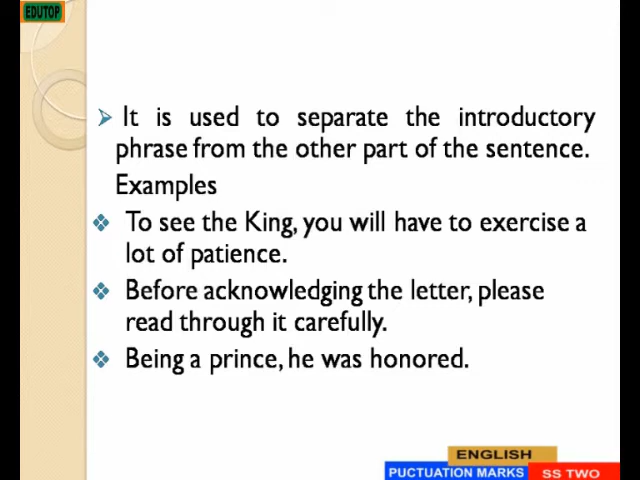 EDUTOP
It is used to separate the introductory
phrase from the other part of the sentence.
Examples
To see the King, you will have to exercise a
lot of patience.
Before acknowledging the letter, please
read through it carefully.
Being a prince, he was honored.
ENGLISH
PUCTUATION MARKS
SS TWO